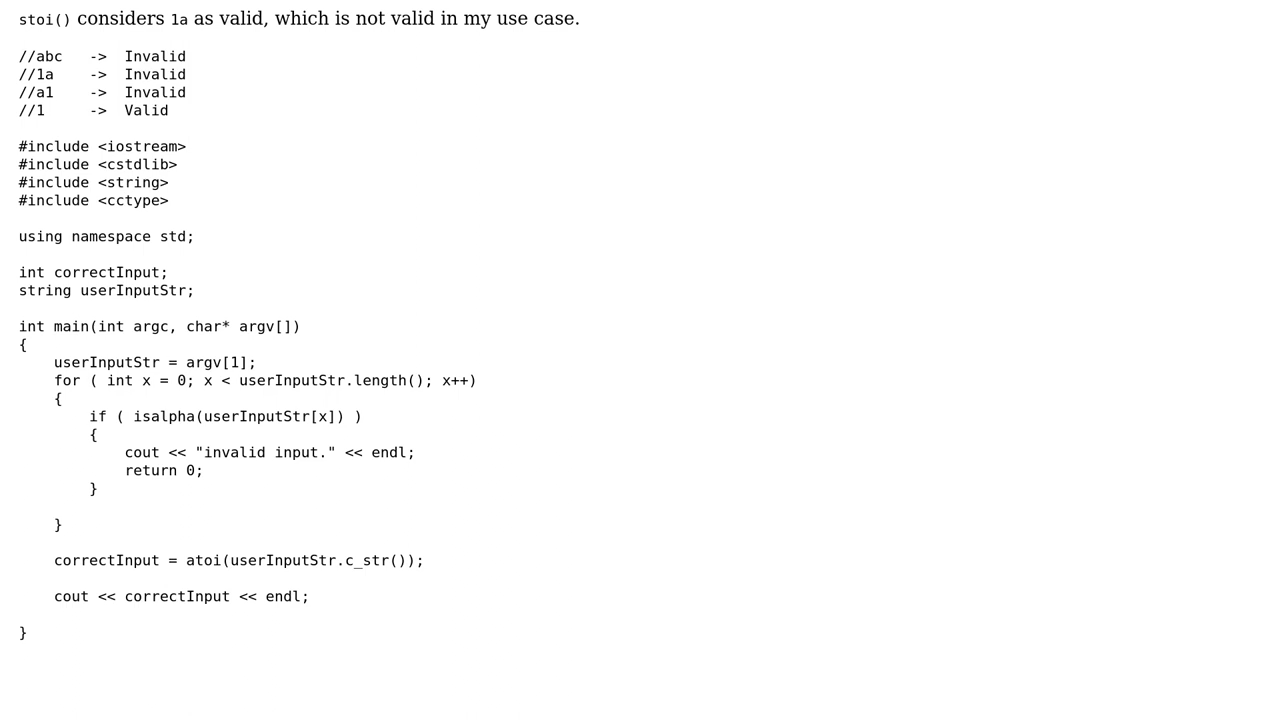 stoi() considers 1a as valid, which is not valid in my use case.
//abc   ->  Invalid
//1a    ->  Invalid
//a1    ->  Invalid
//1     ->  Valid
#include <iostream>
#include <cstdlib>
#include <string>
#include <cctype>
using namespace std;
int correctInput;
string userInputStr;
int main(int argc, char* argv[])
{
    userInputStr = argv[1];
    for ( int x = 0; x < userInputStr.length(); x++)
    {
        if ( isalpha(userInputStr[x]) )
        {
            cout << "invalid input." << endl;
            return 0;
        }
    }
    correctInput = atoi(userInputStr.c_str());
    cout << correctInput << endl;
}